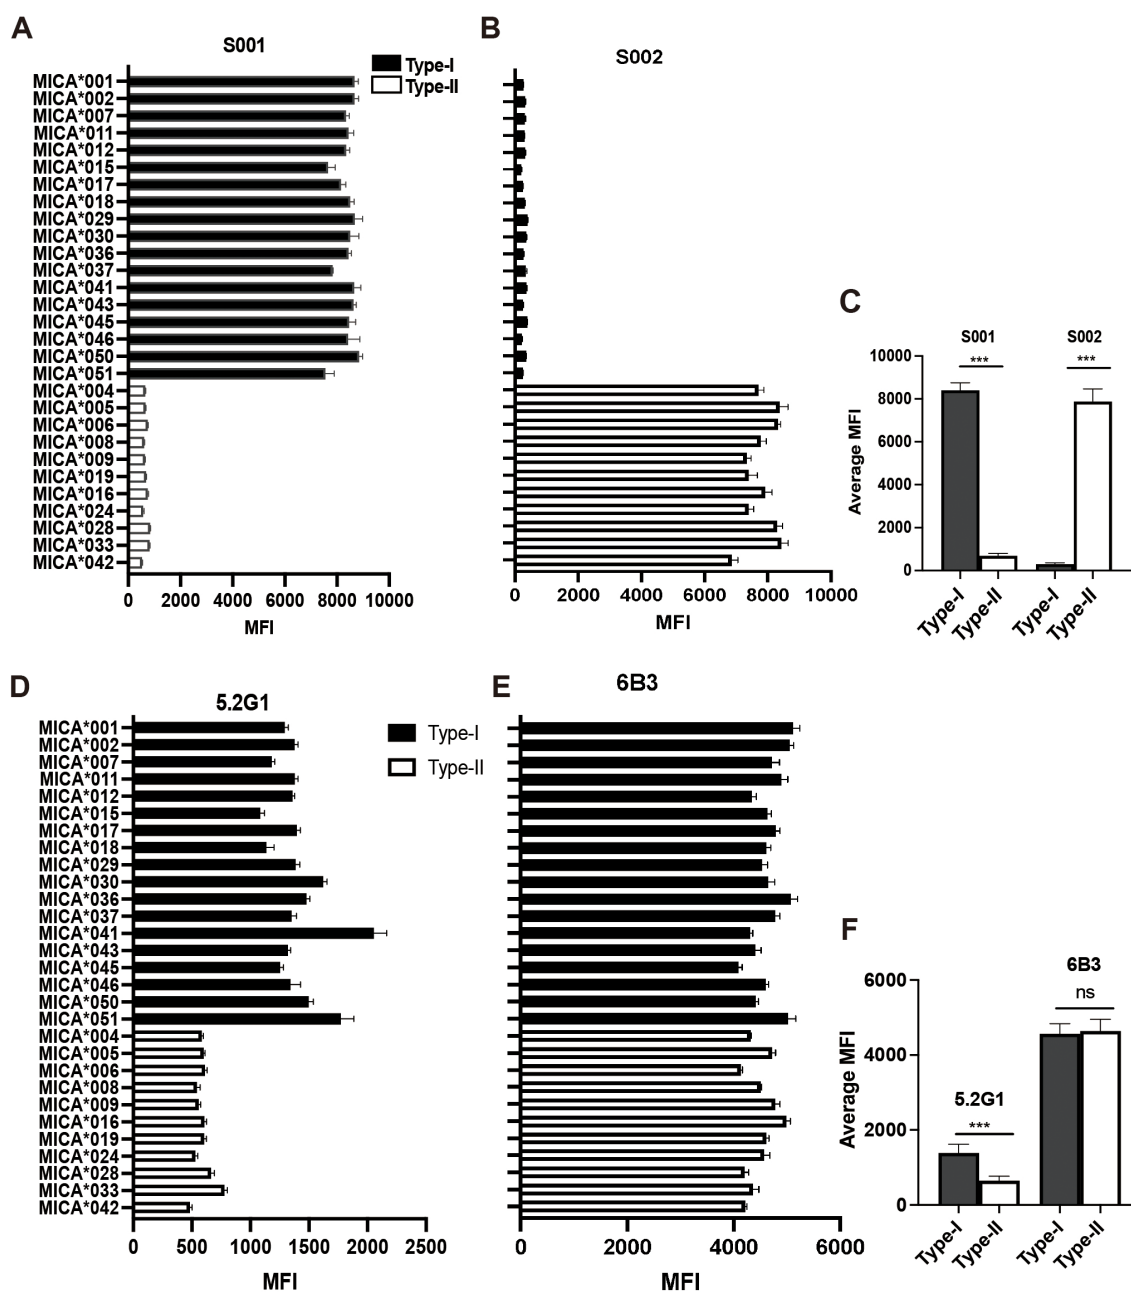 A
S001
Type-I
Type-II
MICA*001
MICA*002
MICA*007
MICA*011
MICA*012
MICA*015
MICA*017
MICA*018
MICA*029
MICA*030
MICA*036
MICA*037
MICA*041
MICA*043
MICA*045
MICA*046
MICA*050
MICA*051
MICA*004
MICA*005
MICA*006
MICA*008
MICA*009
MICA*019
MICA*016
MICA*024
MICA*028
MICA*033
MICA*042
0 2000 4000 6000 8000 10000
MFI
B
S002
0 2000 4000 6000 8000 10000
MFI
C
S001 S002
*** ***
10000
8000
6000
4000
2000
0
Average MFI
Type-I Type-II Type-I Type-II
D
5.2G1
Type-I
Type-II
MICA*001
MICA*002
MICA*007
MICA*011
MICA*012
MICA*015
MICA*017
MICA*018
MICA*029
MICA*030
MICA*036
MICA*037
MICA*041
MICA*043
MICA*045
MICA*046
MICA*050
MICA*051
MICA*004
MICA*005
MICA*006
MICA*008
MICA*009
MICA*016
MICA*019
MICA*024
MICA*028
MICA*033
MICA*042
0 500 1000 1500 2000 2500
MFI
E
6B3
0 2000 4000 6000
MFI
F
6B3
ns
5.2G1
***
6000
4000
2000
0
Average MFI
Type-I Type-II Type-I Type-II